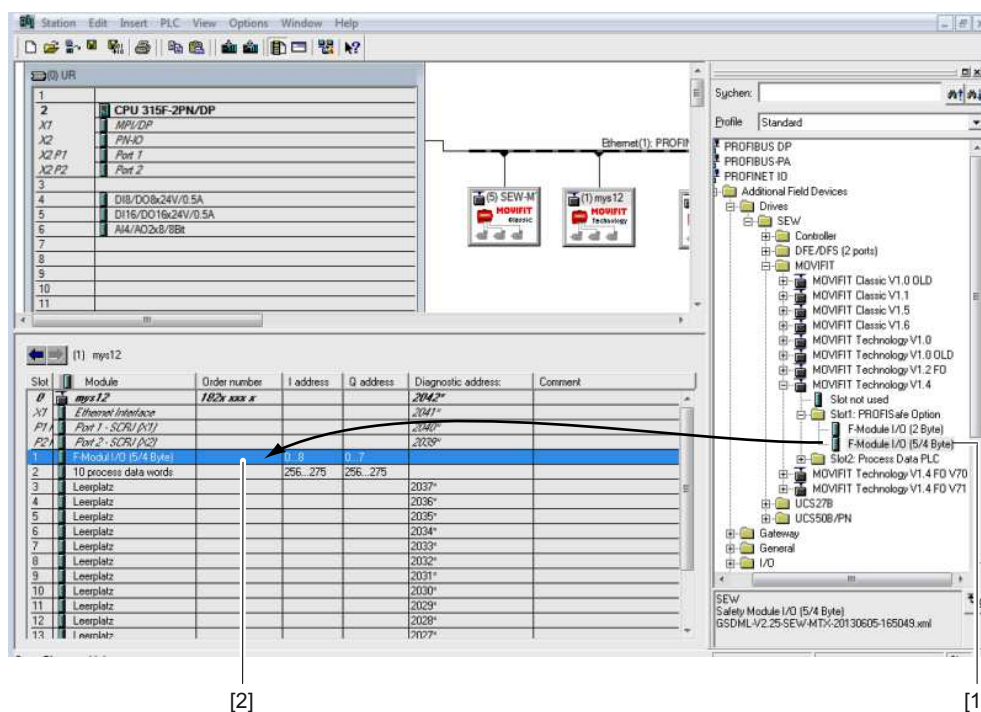 Station Edit Insert PLC View Options Window Help
(0) UR
1
2 CPU 315F-2PN/DP
X1 MPI/DP
X2 PN-IO
X2 P1 Port 1
X2 P2 Port 2
3
4 DI8/DO8x24V/0.5A
5 DI16/DO16x24V/0.5A
6 AI4/AO2x8/8Bit
7
8
9
10
11
Ethernet(1): PROFIN
(5) SEW-M
MOVIFIT
Classic
(1) mys12
MOVIFIT
Technology
(1) mys12
Slot Module Order number I address Q address Diagnostic address: Comment
0 mys12 182x xxx x 2042*
X1 Ethernet Interface 2041*
P1 Port 1 - SCRJ (X1) 2040*
P2 Port 2 - SCRJ (X2) 2039*
1 F-Modul I/O (5/4 Byte) 0...8 0...7
2 10 process data words 256...275 256...275
3 Leerplatz 2037*
4 Leerplatz 2036*
5 Leerplatz 2035*
6 Leerplatz 2034*
7 Leerplatz 2033*
8 Leerplatz 2032*
9 Leerplatz 2031*
10 Leerplatz 2030*
11 Leerplatz 2029*
12 Leerplatz 2028*
13 Leerplatz 2027*
Suchen:
Profile Standard
PROFIBUS DP
PROFIBUS-PA
PROFINET IO
Additional Field Devices
Drives
SEW
Controller
DFE/DFS (2 ports)
MOVIFIT
MOVIFIT Classic V1.0 OLD
MOVIFIT Classic V1.1
MOVIFIT Classic V1.5
MOVIFIT Classic V1.6
MOVIFIT Technology V1.0
MOVIFIT Technology V1.0 OLD
MOVIFIT Technology V1.2 FO
MOVIFIT Technology V1.4
Slot not used
Slot1: PROFISafe Option
F-Module I/O (2 Byte)
F-Module I/O (5/4 Byte)
Slot2: Process Data PLC
MOVIFIT Technology V1.4 FO V70
MOVIFIT Technology V1.4 FO V71
UCS27B
UCS50B/PN
Gateway
General
I/O
SEW
Safety Module I/O (5/4 Byte)
GSDML-V2.25-SEW-MTX-20130605-165049.xml
[2]
[1